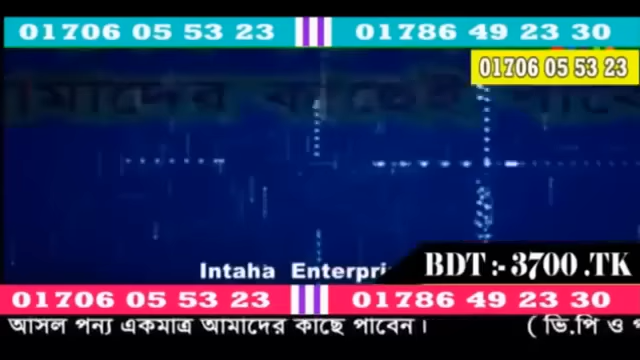 01706 05 53 23 01786 49 23 30
01706 05 53 23
মাদের কাছেই পাবে
Intaha Enterpri
BDT :- 3700 .TK
01706 05 53 23 01786 49 23 30
আসল পন্য একমাত্র আমাদের কাছে পাবেন। ( ভি.পি ও